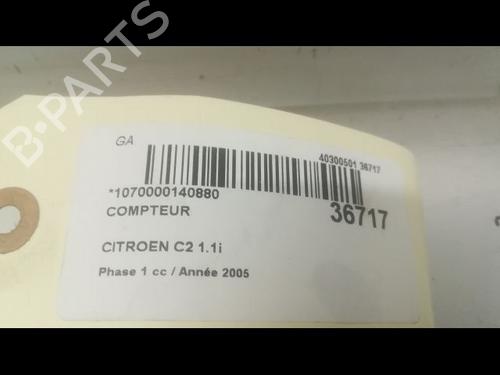 B-PARTS
GA
40300501 36717
*1070000140880
COMPTEUR
36717
CITROEN C2 1.1i
Phase 1 cc / Année 2005